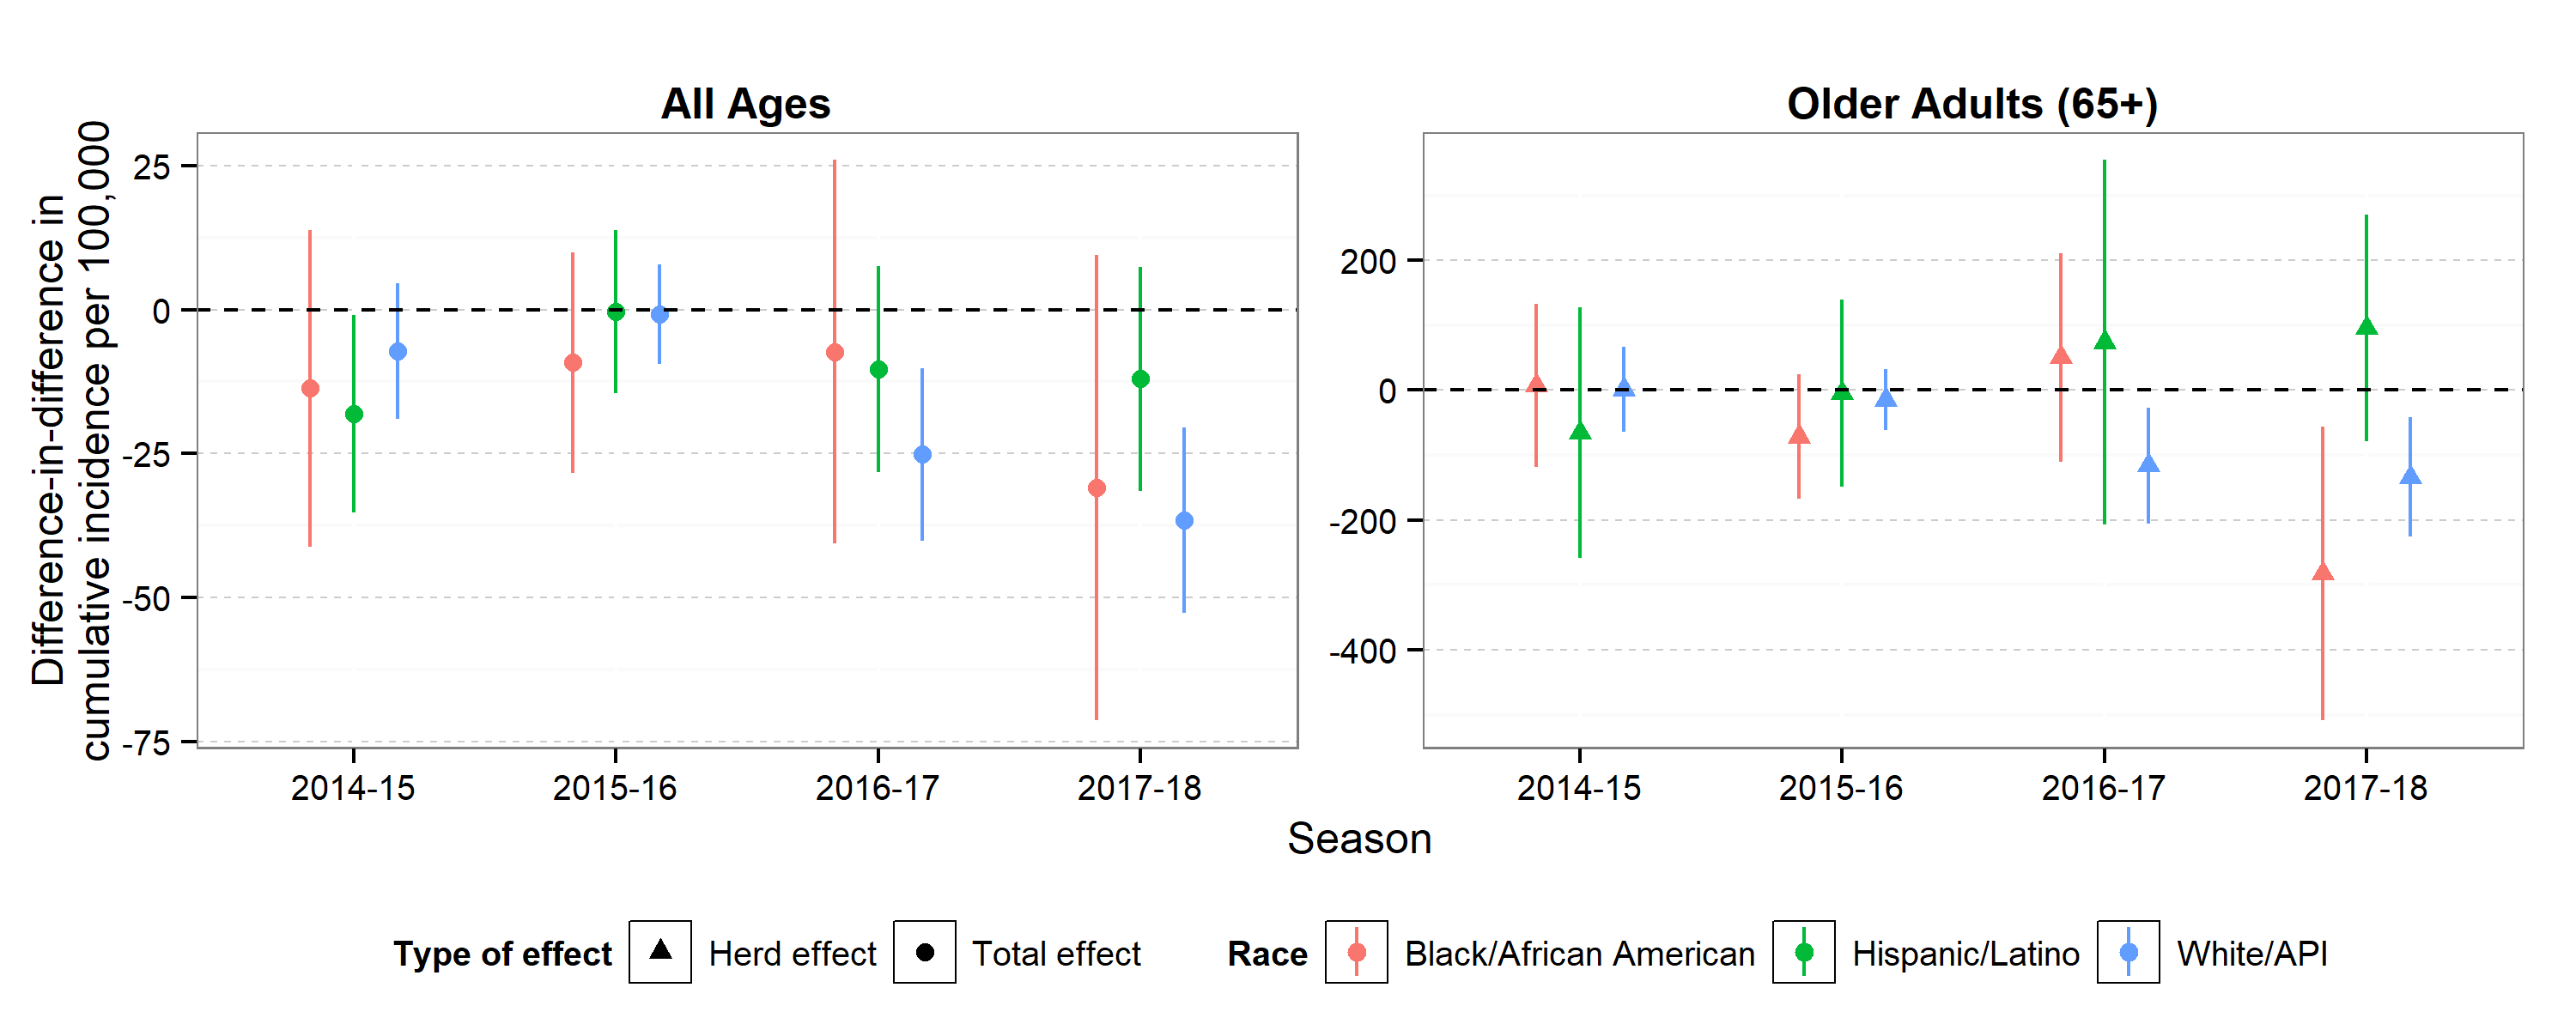 All Ages
Older Adults (65+)
Difference-in-difference in
cumulative incidence per 100,000
25
0
-25
-50
-75
200
0
-200
-400
2014-15 2015-16 2016-17 2017-18
2014-15 2015-16 2016-17 2017-18
Season
Type of effect Herd effect Total effect Race Black/African American Hispanic/Latino White/API